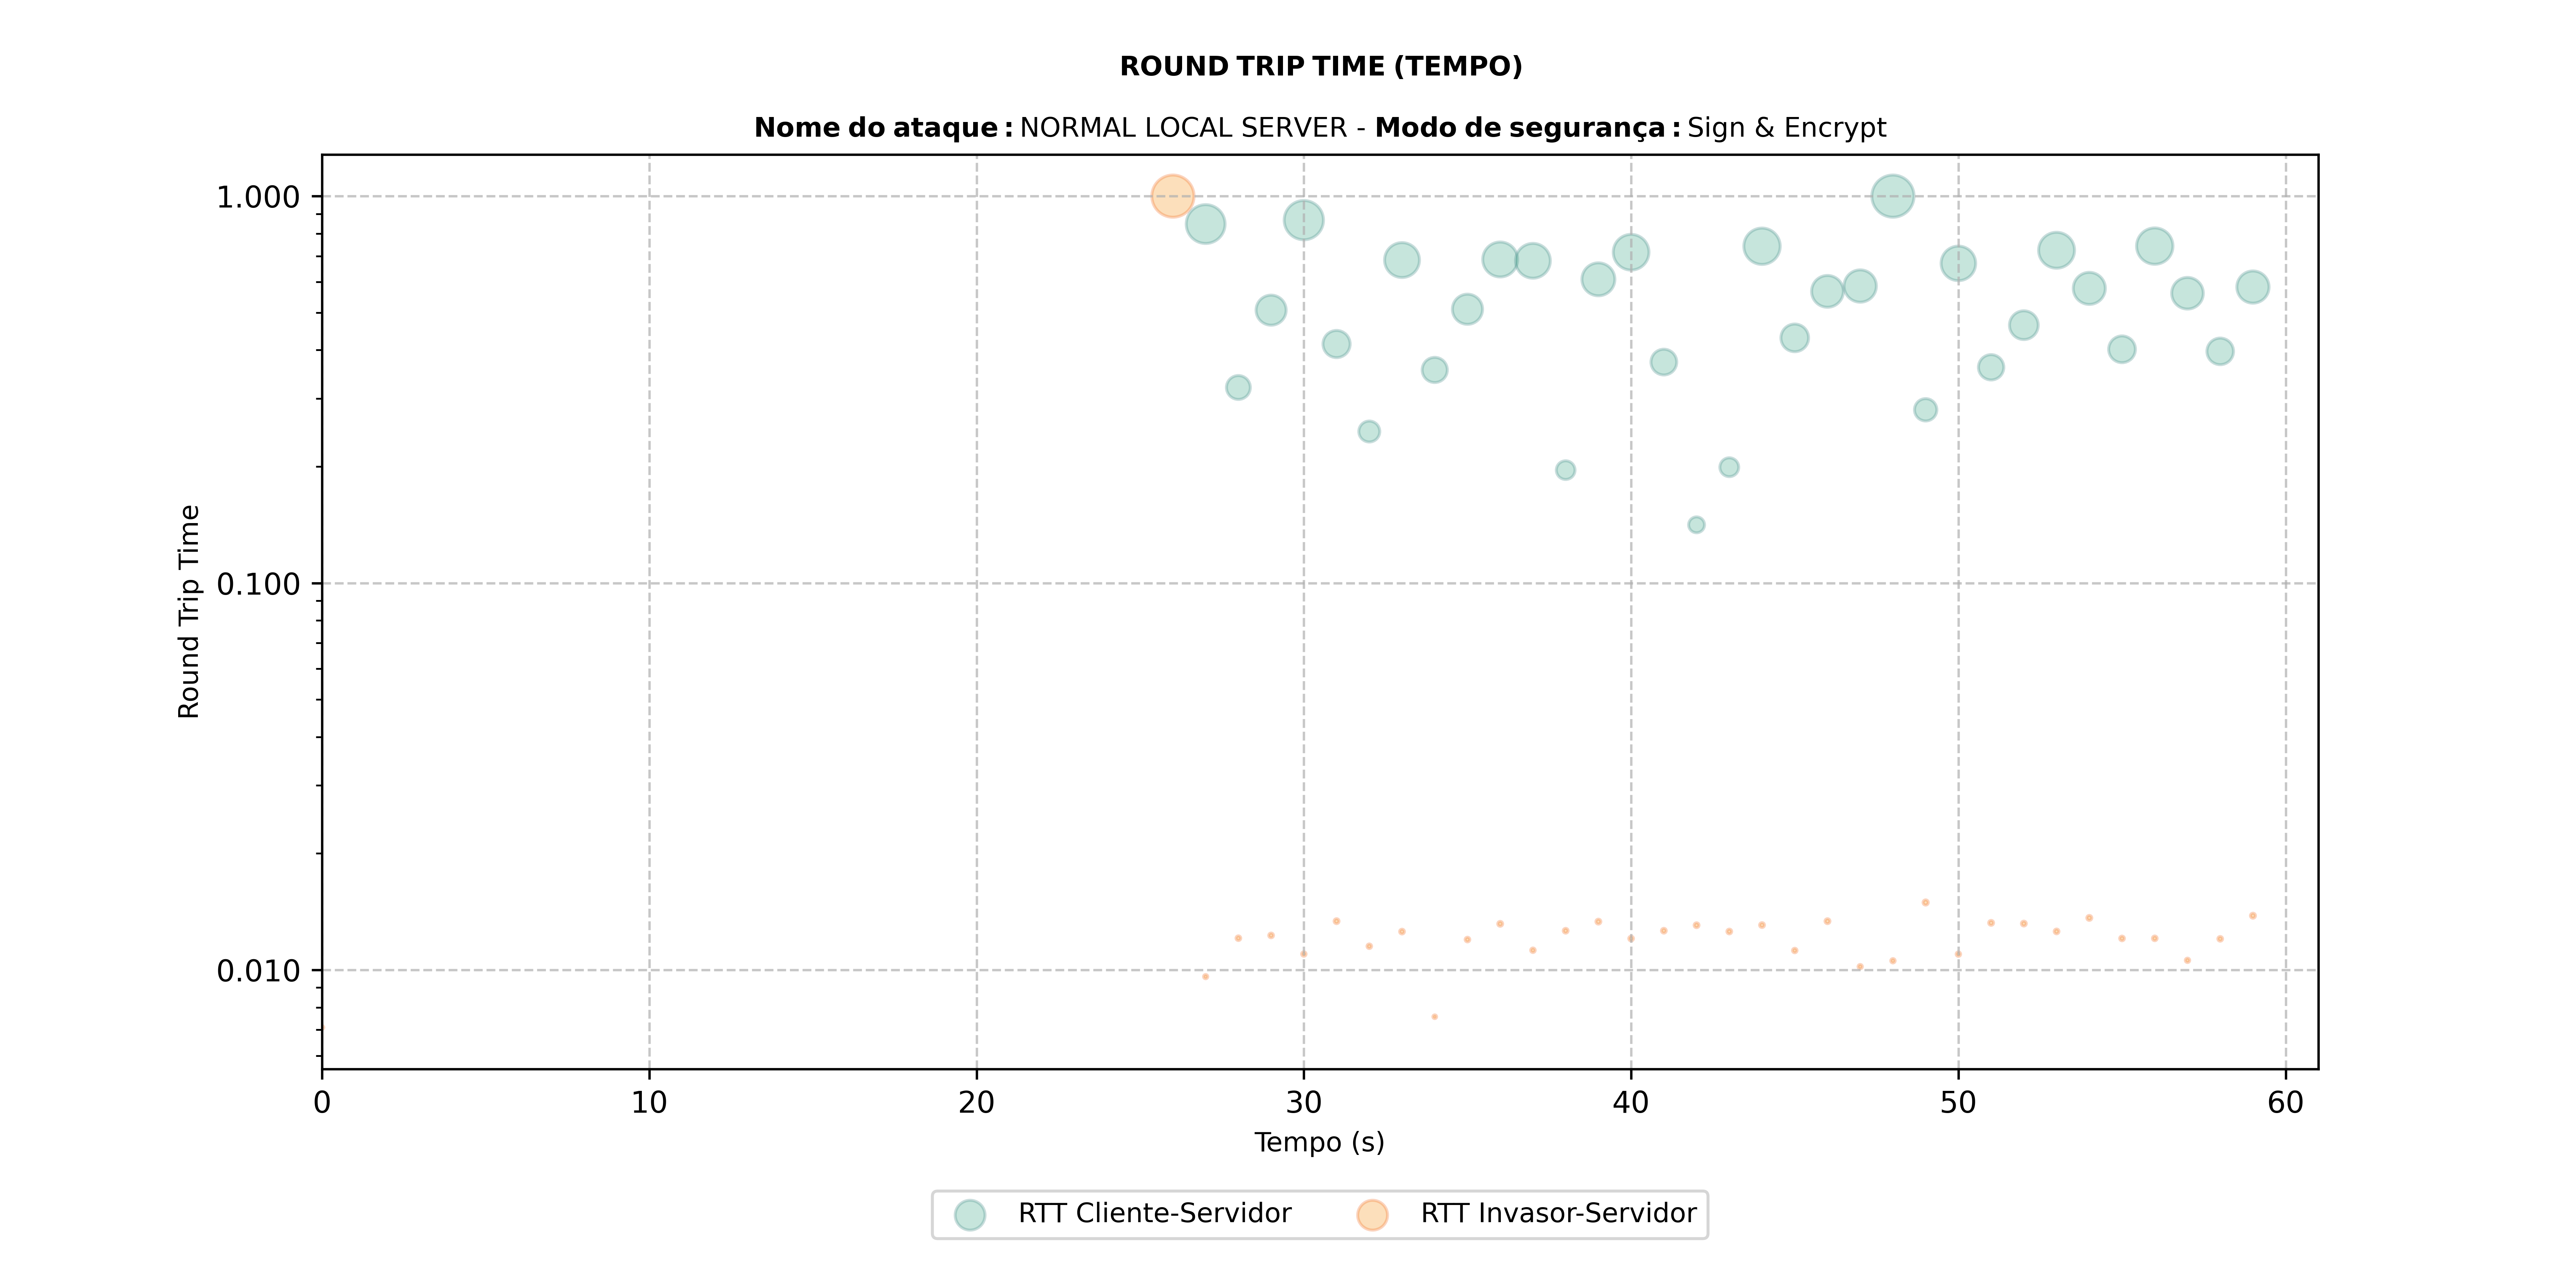 ROUND TRIP TIME (TEMPO)
Nome do ataque : NORMAL LOCAL SERVER - Modo de segurança : Sign & Encrypt
1.000
0.100
0.010
Round Trip Time
0 10 20 30 40 50 60
Tempo (s)
RTT Cliente-Servidor RTT Invasor-Servidor